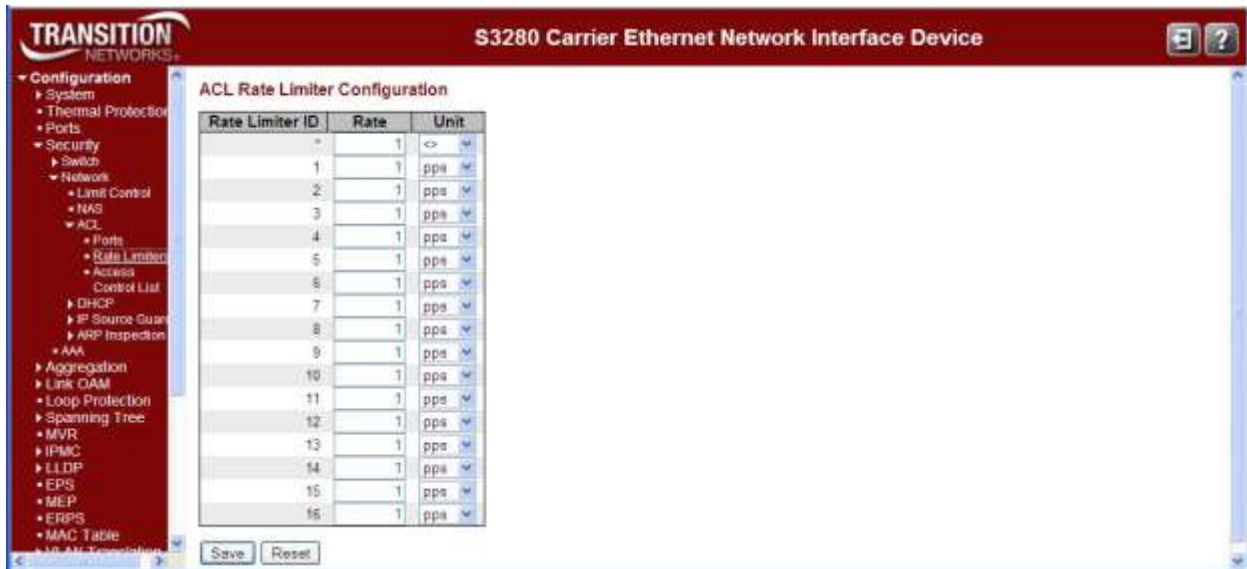 TRANSITION
NETWORKS
S3280 Carrier Ethernet Network Interface Device
?
Configuration
System
Thermal Protection
Ports
Security
Switch
Network
Limit Control
NAS
ACL
Ports
Rate Limiters
Access
Control List
DHCP
IP Source Guar
ARP Inspection
AAA
Aggregation
Link OAM
Loop Protection
Spanning Tree
MVR
IPMC
LLDP
EPS
MEP
ERPS
MAC Table
VLAN Translation
ACL Rate Limiter Configuration
Rate Limiter ID Rate Unit
* 1 <>
1 1 pps
2 1 pps
3 1 pps
4 1 pps
5 1 pps
6 1 pps
7 1 pps
8 1 pps
9 1 pps
10 1 pps
11 1 pps
12 1 pps
13 1 pps
14 1 pps
15 1 pps
16 1 pps
Save Reset